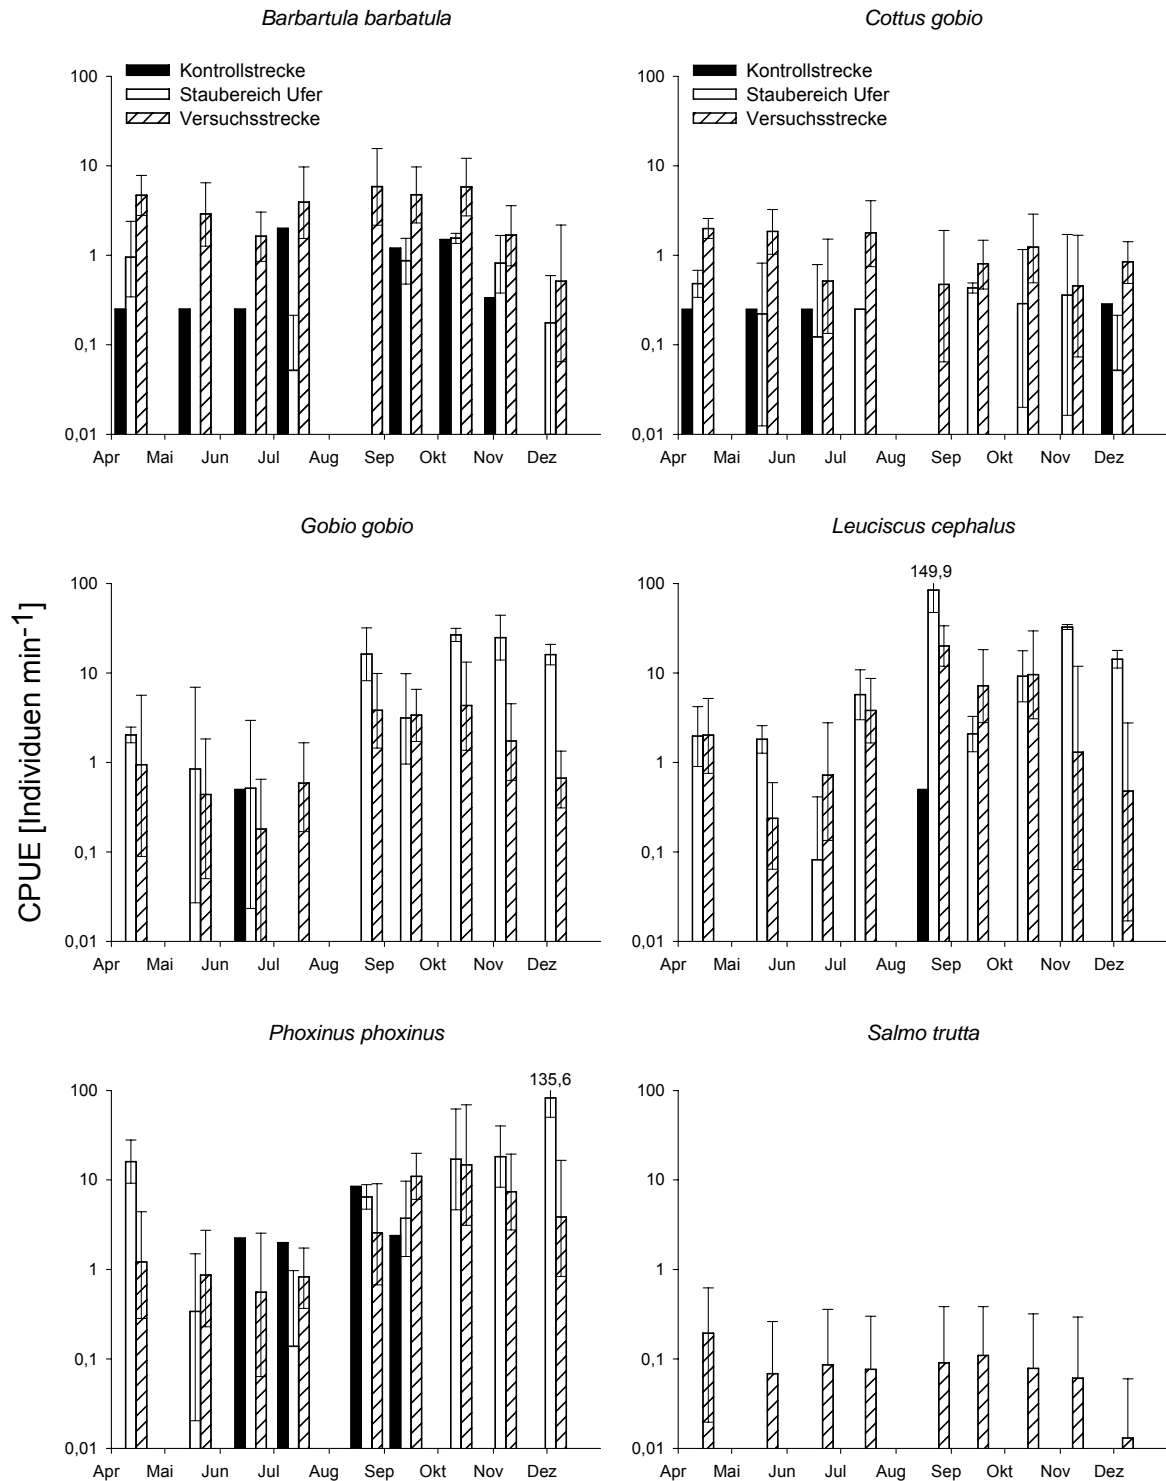 Barbartula barbatula
Cottus gobio
100
10
1
0,1
0,01
Kontrollstrecke
Staubereich Ufer
Versuchsstrecke
Apr Mai Jun Jul Aug Sep Okt Nov Dez
100
10
1
0,1
0,01
Kontrollstrecke
Staubereich Ufer
Versuchsstrecke
Apr Mai Jun Jul Aug Sep Okt Nov Dez
CPUE [Individuen min-1]
Gobio gobio
Leuciscus cephalus
100
10
1
0,1
0,01
Apr Mai Jun Jul Aug Sep Okt Nov Dez
149,9
100
10
1
0,1
0,01
Apr Mai Jun Jul Aug Sep Okt Nov Dez
Phoxinus phoxinus
Salmo trutta
135,6
100
10
1
0,1
0,01
Apr Mai Jun Jul Aug Sep Okt Nov Dez
100
10
1
0,1
0,01
Apr Mai Jun Jul Aug Sep Okt Nov Dez